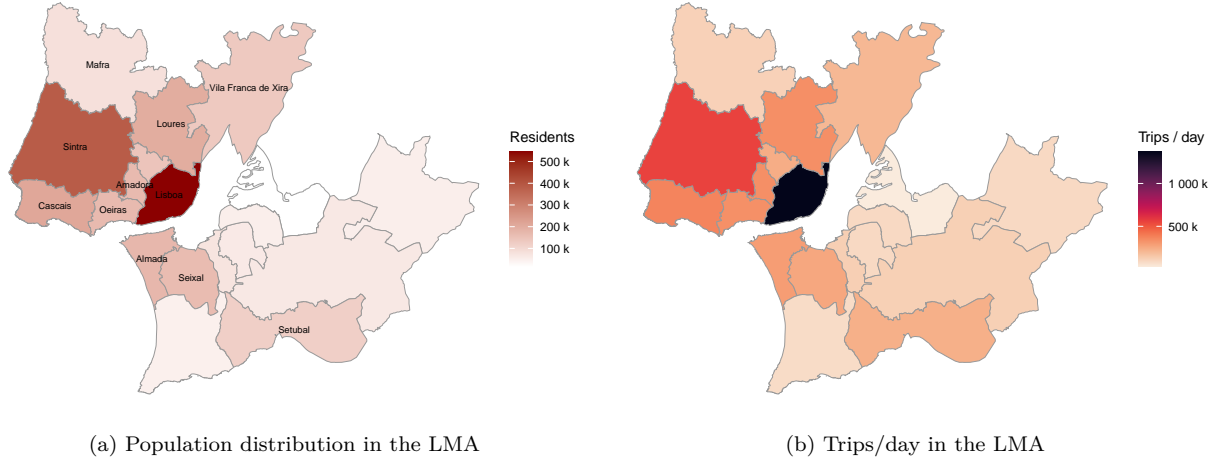 Mafra
Vila Franca de Xira
Loures
Sintra
Amadora
Lisboa
Cascais
Oeiras
Almada
Seixal
Setubal
Residents
500 k
400 k
300 k
200 k
100 k
Trips / day
1 000 k
500 k
(a) Population distribution in the LMA
(b) Trips/day in the LMA